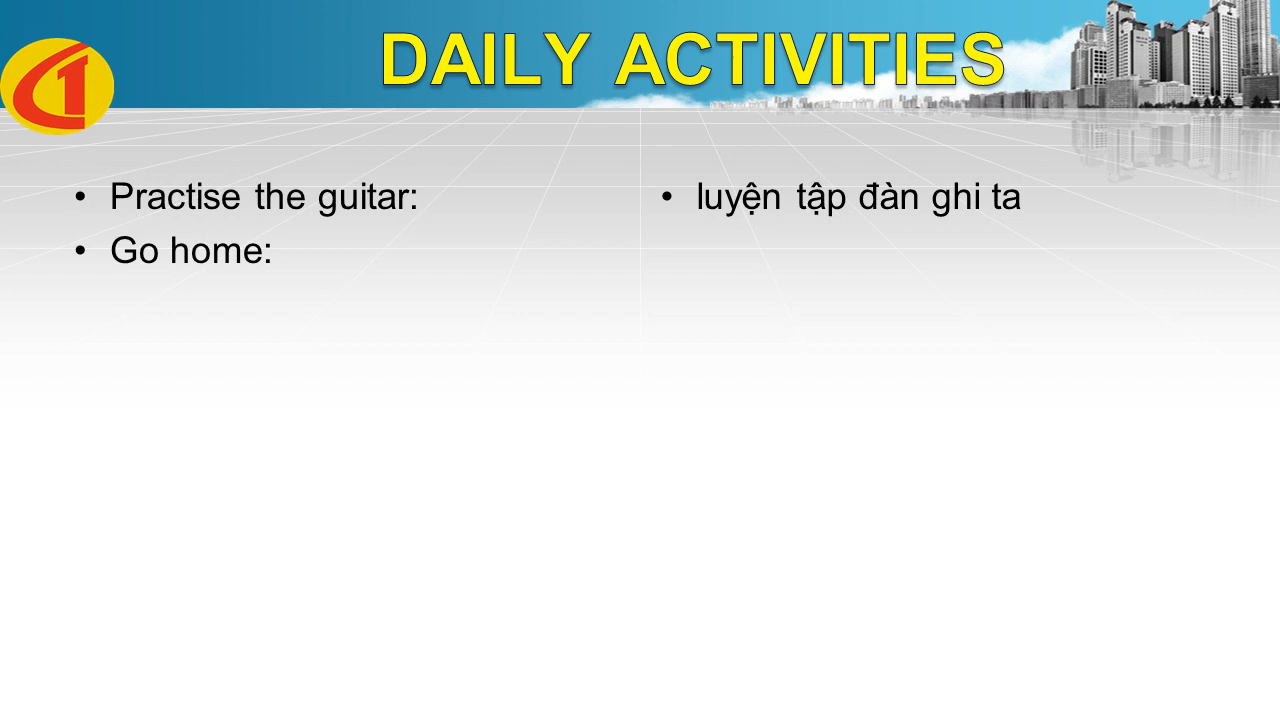 DAILY ACTIVITIES
• Practise the guitar:
• Go home:
• luyện tập đàn ghi ta